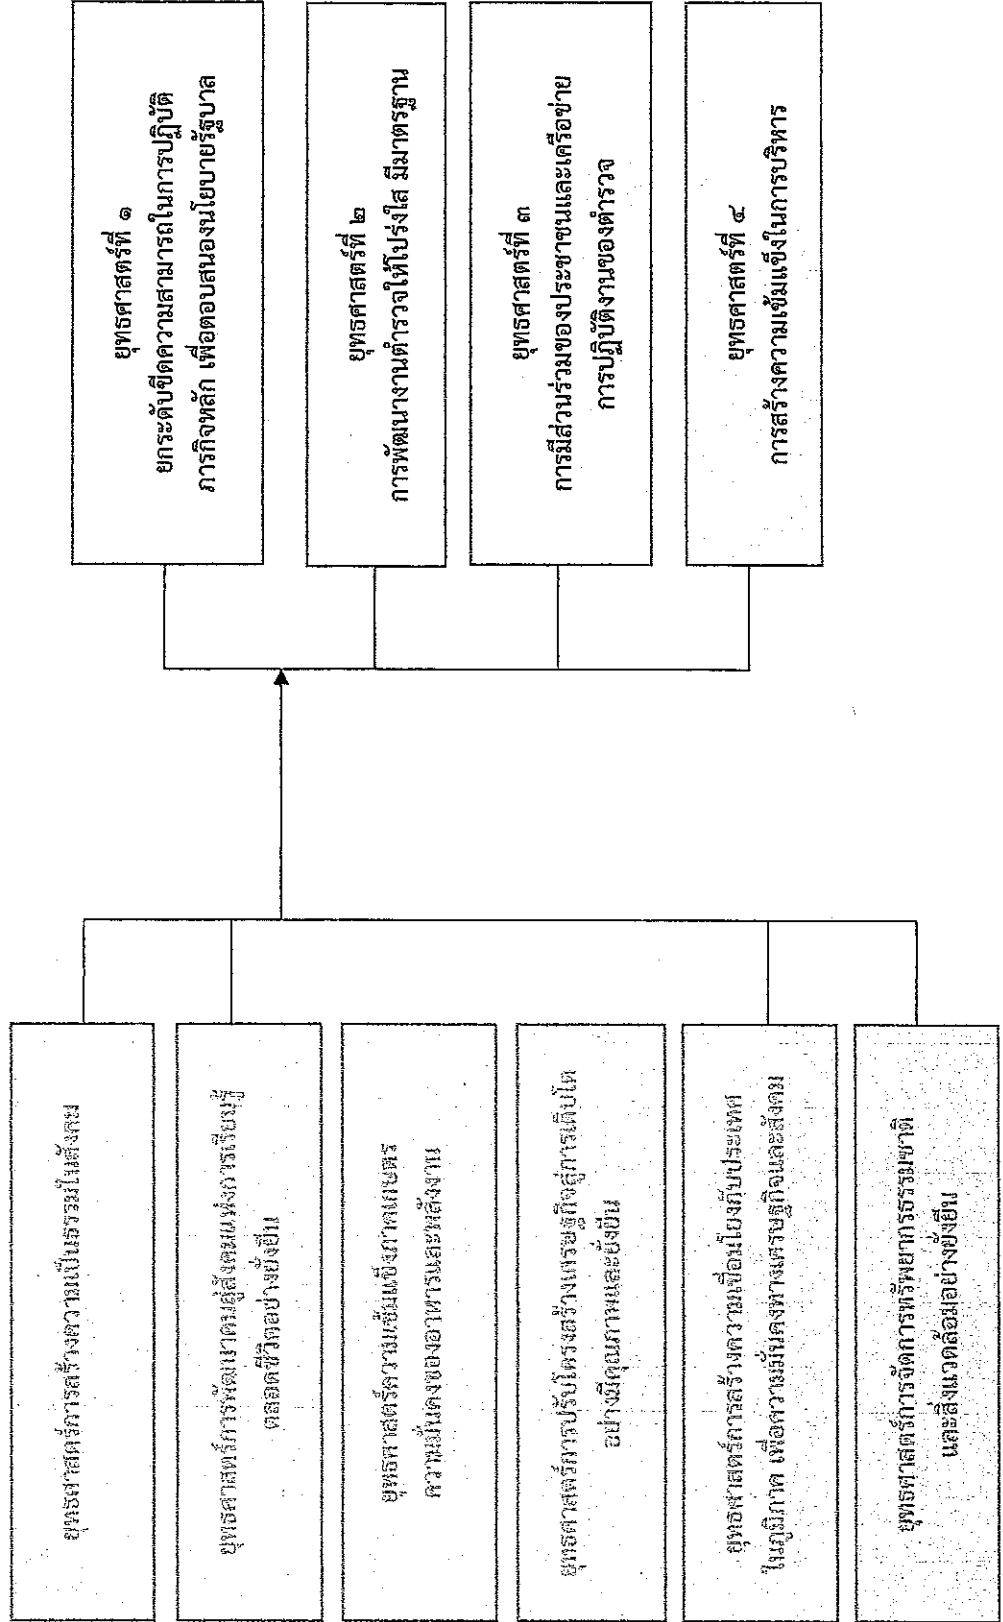 ยุทธศาสตร์การสร้างความเป็นธรรมในสังคม
ยุทธศาสตร์การพัฒนาคนสู่สังคมแห่งการเรียนรู้
ตลอดชีวิตอย่างยั่งยืน
ยุทธศาสตร์ความเข้มแข็งภาคเกษตร
ความมั่นคงของอาหารและพลังงาน
ยุทธศาสตร์การปรับโครงสร้างเศรษฐกิจสู่การเติบโต
อย่างมีคุณภาพและยั่งยืน
ยุทธศาสตร์การสร้างความเชื่อมโยงกับประเทศ
ในภูมิภาค เพื่อความมั่นคงทางเศรษฐกิจและสังคม
ยุทธศาสตร์การจัดการทรัพยากรธรรมชาติ
และสิ่งแวดล้อมอย่างยั่งยืน
ยุทธศาสตร์ที่ ๑
ยกระดับขีดความสามารถในการปฏิบัติ
ภารกิจหลัก เพื่อตอบสนองนโยบายรัฐบาล
ยุทธศาสตร์ที่ ๒
การพัฒนางานตำรวจให้โปร่งใส มีมาตรฐาน
ยุทธศาสตร์ที่ ๓
การมีส่วนร่วมของประชาชนและเครือข่าย
การปฏิบัติงานของตำรวจ
ยุทธศาสตร์ที่ ๔
การสร้างความเข้มแข็งในการบริหาร